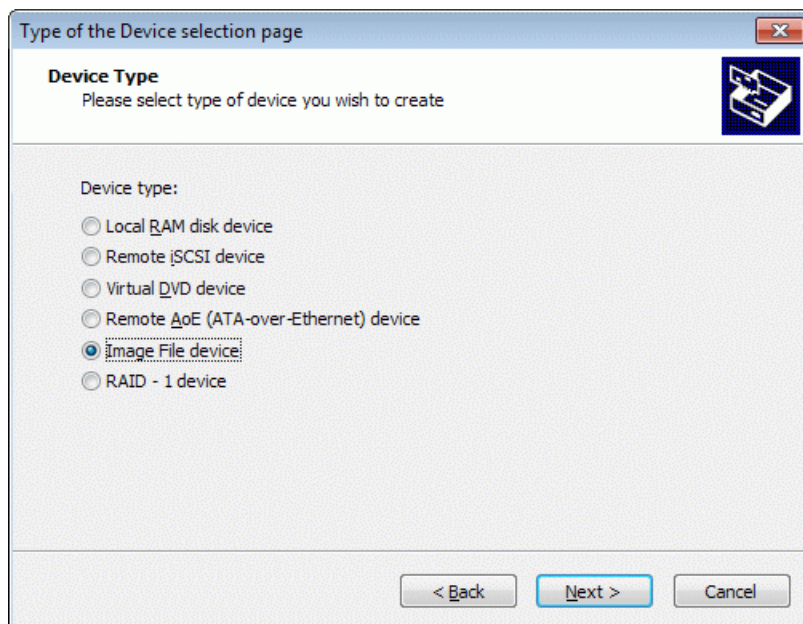 Type of the Device selection page
Device Type
Please select type of device you wish to create
Device type:
Local RAM disk device
Remote iSCSI device
Virtual DVD device
Remote AoE (ATA-over-Ethernet) device
Image File device
RAID - 1 device
< Back Next > Cancel